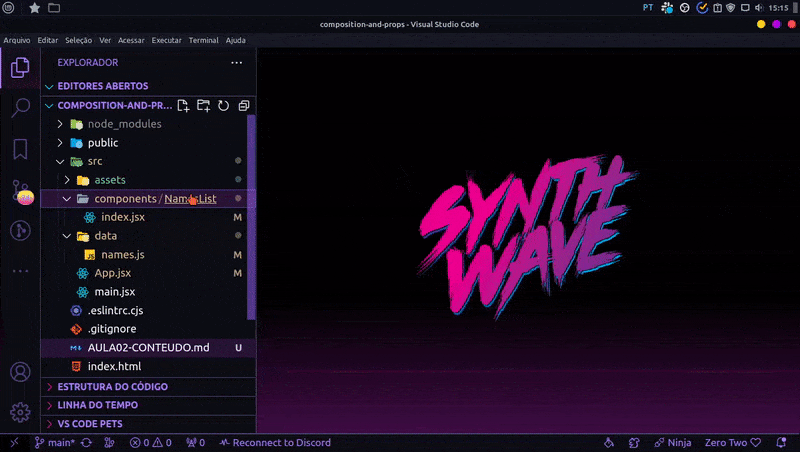 PT 15:15
composition-and-props - Visual Studio Code
Arquivo Editar Seleção Ver Acessar Executar Terminal Ajuda
EXPLORADOR
EDITORES ABERTOS
COMPOSITION-AND-PR...
node_modules
public
src
assets
components / NamesList
index.jsx M
data
names.js M
App.jsx M
main.jsx
.eslintrc.cjs
.gitignore
AULA02-CONTEUDO.md U
index.html
ESTRUTURA DO CÓDIGO
LINHA DO TEMPO
VS CODE PETS
SYNTH
WAVE
main* 0 0 0 Reconnect to Discord Ninja Zero Two